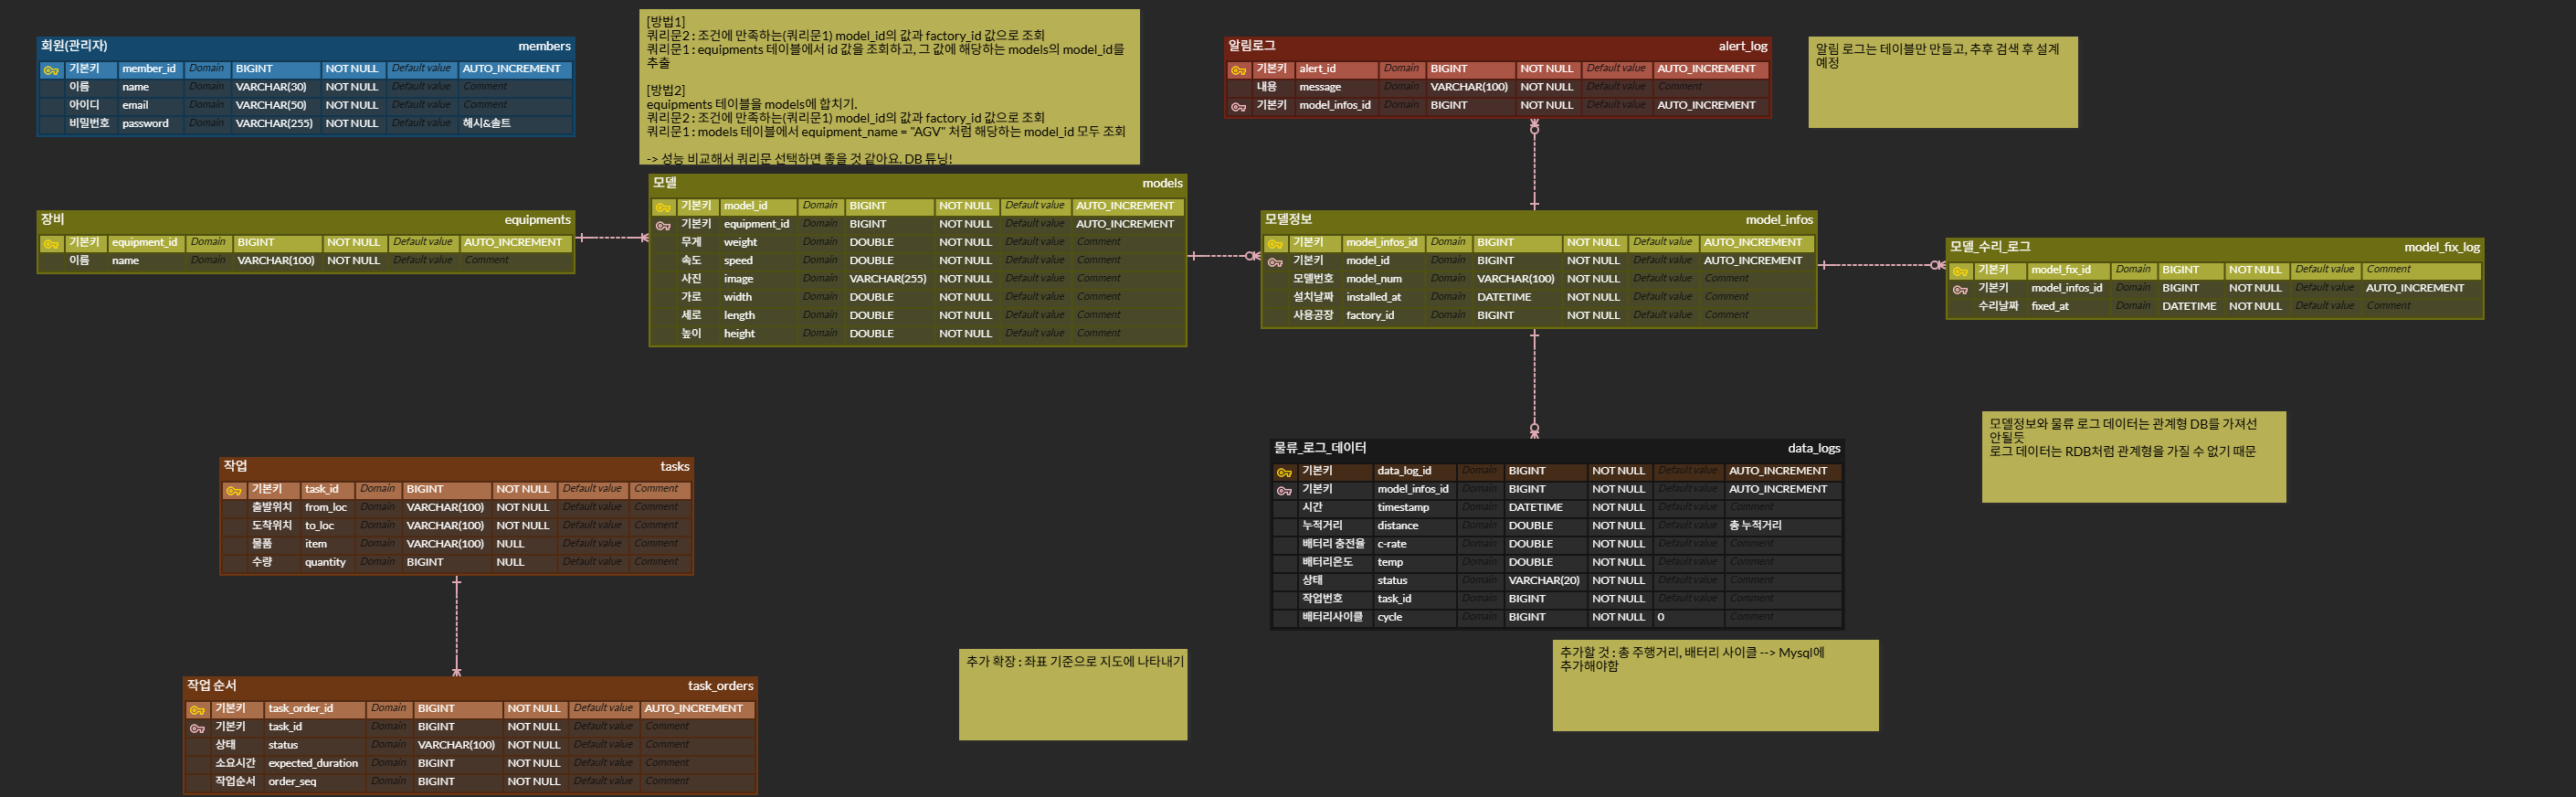 [방법1]
쿼리문2 : 조건에 만족하는(쿼리문1) model_id의 값과 factory_id 값으로 조회
쿼리문1 : equipments 테이블에서 id 값을 조회하고, 그 값에 해당하는 models의 model_id를
추출
[방법2]
equipments 테이블을 models에 합치기.
쿼리문2 : 조건에 만족하는(쿼리문1) model_id의 값과 factory_id 값으로 조회
쿼리문1 : models 테이블에서 equipment_name = "AGV" 처럼 해당하는 model_id 모두 조회
-> 성능 비교해서 쿼리문 선택하면 좋을 것 같아요. DB 튜닝!
회원(관리자) members
기본키 member_id Domain BIGINT NOT NULL Default value AUTO_INCREMENT
이름 name Domain VARCHAR(30) NOT NULL Default value Comment
아이디 email Domain VARCHAR(50) NOT NULL Default value Comment
비밀번호 password Domain VARCHAR(255) NOT NULL Default value 해시&솔트
알림로그 alert_log
기본키 alert_id Domain BIGINT NOT NULL Default value AUTO_INCREMENT
내용 message Domain VARCHAR(100) NOT NULL Default value Comment
기본키 model_infos_id Domain BIGINT NOT NULL Default value AUTO_INCREMENT
알림 로그는 테이블만 만들고, 추후 검색 후 설계
예정
장비 equipments
기본키 equipment_id Domain BIGINT NOT NULL Default value AUTO_INCREMENT
이름 name Domain VARCHAR(100) NOT NULL Default value Comment
모델 models
기본키 model_id Domain BIGINT NOT NULL Default value AUTO_INCREMENT
기본키 equipment_id Domain BIGINT NOT NULL Default value AUTO_INCREMENT
무게 weight Domain DOUBLE NOT NULL Default value Comment
속도 speed Domain DOUBLE NOT NULL Default value Comment
사진 image Domain VARCHAR(255) NOT NULL Default value Comment
가로 width Domain DOUBLE NOT NULL Default value Comment
세로 length Domain DOUBLE NOT NULL Default value Comment
높이 height Domain DOUBLE NOT NULL Default value Comment
모델정보 model_infos
기본키 model_infos_id Domain BIGINT NOT NULL Default value AUTO_INCREMENT
기본키 model_id Domain BIGINT NOT NULL Default value AUTO_INCREMENT
모델번호 model_num Domain VARCHAR(100) NOT NULL Default value Comment
설치날짜 installed_at Domain DATETIME NOT NULL Default value Comment
사용공장 factory_id Domain BIGINT NOT NULL Default value Comment
모델_수리_로그 model_fix_log
기본키 model_fix_id Domain BIGINT NOT NULL Default value Comment
기본키 model_infos_id Domain BIGINT NOT NULL Default value AUTO_INCREMENT
수리날짜 fixed_at Domain DATETIME NOT NULL Default value Comment
모델정보와 물류 로그 데이터는 관계형 DB를 가져선
안될듯
로그 데이터는 RDB처럼 관계형을 가질 수 없기 때문
작업 tasks
기본키 task_id Domain BIGINT NOT NULL Default value Comment
출발위치 from_loc Domain VARCHAR(100) NOT NULL Default value Comment
도착위치 to_loc Domain VARCHAR(100) NOT NULL Default value Comment
물품 item Domain VARCHAR(100) NULL Default value Comment
수량 quantity Domain BIGINT NULL Default value Comment
물류_로그_데이터 data_logs
기본키 data_log_id Domain BIGINT NOT NULL Default value AUTO_INCREMENT
기본키 model_infos_id Domain BIGINT NOT NULL Default value AUTO_INCREMENT
시간 timestamp Domain DATETIME NOT NULL Default value Comment
누적거리 distance Domain DOUBLE NOT NULL Default value 총 누적거리
배터리 충전율 c-rate Domain DOUBLE NOT NULL Default value Comment
배터리온도 temp Domain DOUBLE NOT NULL Default value Comment
상태 status Domain VARCHAR(20) NOT NULL Default value Comment
작업번호 task_id Domain BIGINT NOT NULL Default value Comment
배터리사이클 cycle Domain BIGINT NOT NULL 0 Comment
추가 확장 : 좌표 기준으로 지도에 나타내기
추가할 것 : 총 주행거리, 배터리 사이클 --> Mysql에
추가해야함
작업 순서 task_orders
기본키 task_order_id Domain BIGINT NOT NULL Default value AUTO_INCREMENT
기본키 task_id Domain BIGINT NOT NULL Default value Comment
상태 status Domain VARCHAR(100) NOT NULL Default value Comment
소요시간 expected_duration Domain BIGINT NOT NULL Default value Comment
작업순서 order_seq Domain BIGINT NOT NULL Default value Comment